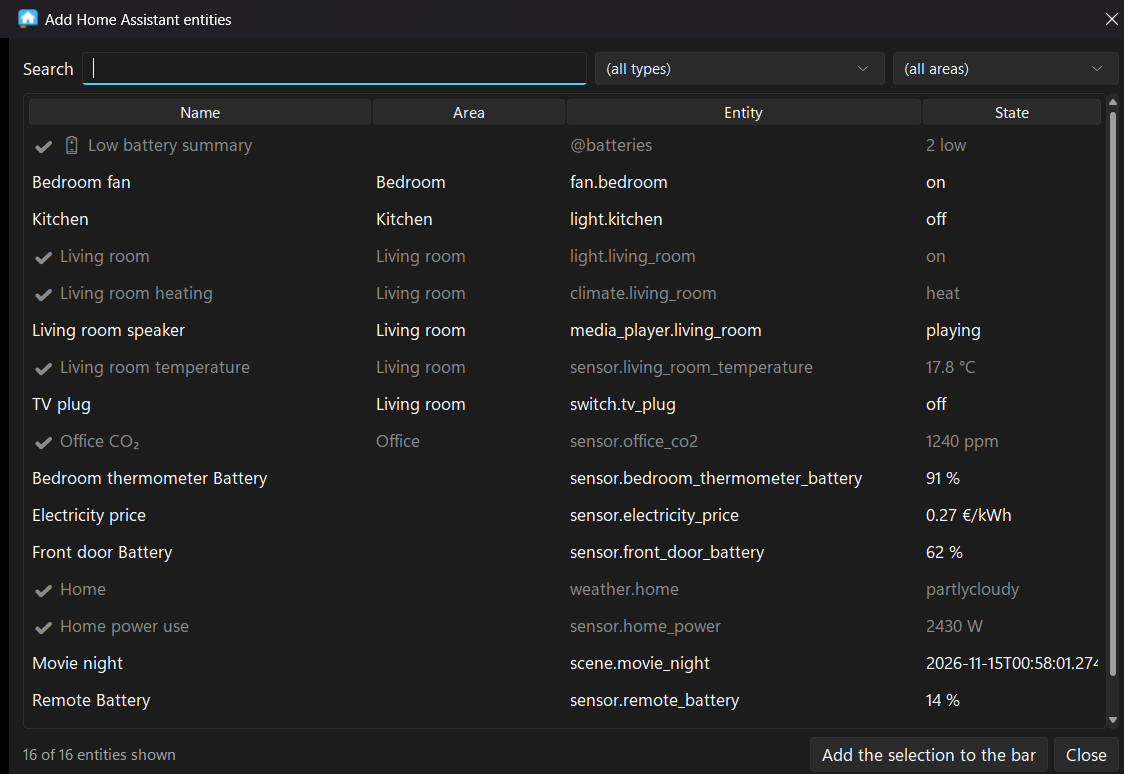 Add Home Assistant entities
Search (all types) (all areas)
Name Area Entity State
Low battery summary @batteries 2 low
Bedroom fan Bedroom fan.bedroom on
Kitchen Kitchen light.kitchen off
Living room Living room light.living_room on
Living room heating Living room climate.living_room heat
Living room speaker Living room media_player.living_room playing
Living room temperature Living room sensor.living_room_temperature 17.8 °C
TV plug Living room switch.tv_plug off
Office CO₂ Office sensor.office_co2 1240 ppm
Bedroom thermometer Battery sensor.bedroom_thermometer_battery 91 %
Electricity price sensor.electricity_price 0.27 €/kWh
Front door Battery sensor.front_door_battery 62 %
Home weather.home partlycloudy
Home power use sensor.home_power 2430 W
Movie night scene.movie_night 2026-11-15T00:58:01.274
Remote Battery sensor.remote_battery 14 %
16 of 16 entities shown Add the selection to the bar Close